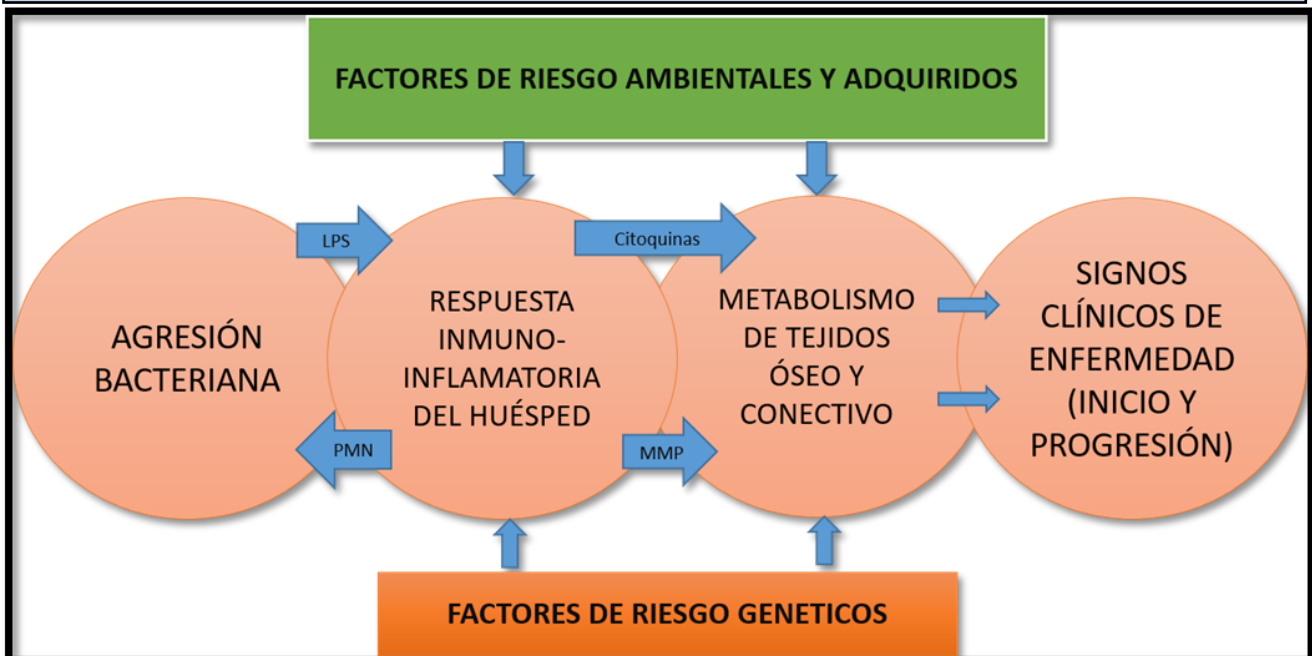 FACTORES DE RIESGO AMBIENTALES Y ADQUIRIDOS
AGRESIÓN
BACTERIANA
LPS
PMN
RESPUESTA
INMUNO-
INFLAMATORIA
DEL HUÉSPED
Citoquinas
MMP
METABOLISMO
DE TEJIDOS
ÓSEO Y
CONECTIVO
SIGNOS
CLÍNICOS DE
ENFERMEDAD
(INICIO Y
PROGRESIÓN)
FACTORES DE RIESGO GENETICOS